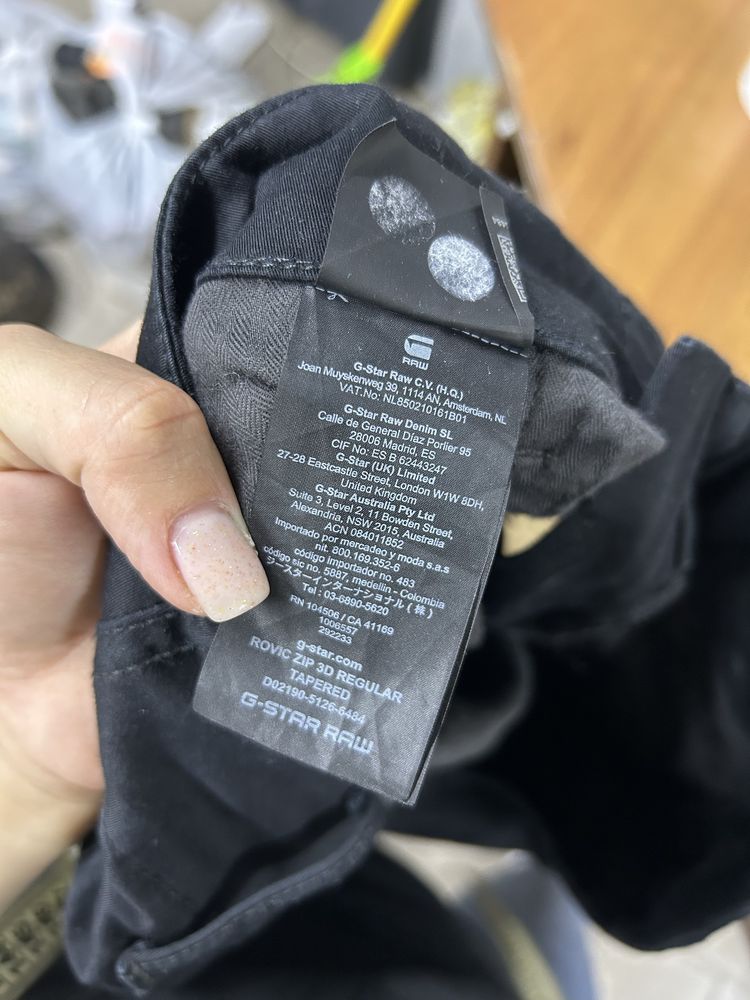 RAW
G-Star Raw C.V. (H.Q.)
Joan Muyskenweg 39, 1114 AN, Amsterdam, NL
VAT.No: NL850210161B01
G-Star Raw Denim SL
Calle de General Díaz Porlier 95
28006 Madrid, ES
CIF No: ES B 62443247
G-Star (UK) Limited
27-28 Eastcastle Street, London W1W 8DH,
United Kingdom
G-Star Australia Pty Ltd
Suite 3, Level 2, 11 Bowden Street,
Alexandria, NSW 2015, Australia
ACN 084011852
Importado por mercadeo y moda s.a.s
nit. 800.169.352-6
código importador no. 483
código sic no. 5887, medellin - Colombia
ースターインターナショナル(株)
Tel : 03-6890-5620
RN 104506 / CA 41169
1006557
292233
g-star.com
ROVIC ZIP 3D REGULAR
TAPERED
D02190-5126-6484
G-STAR RAW